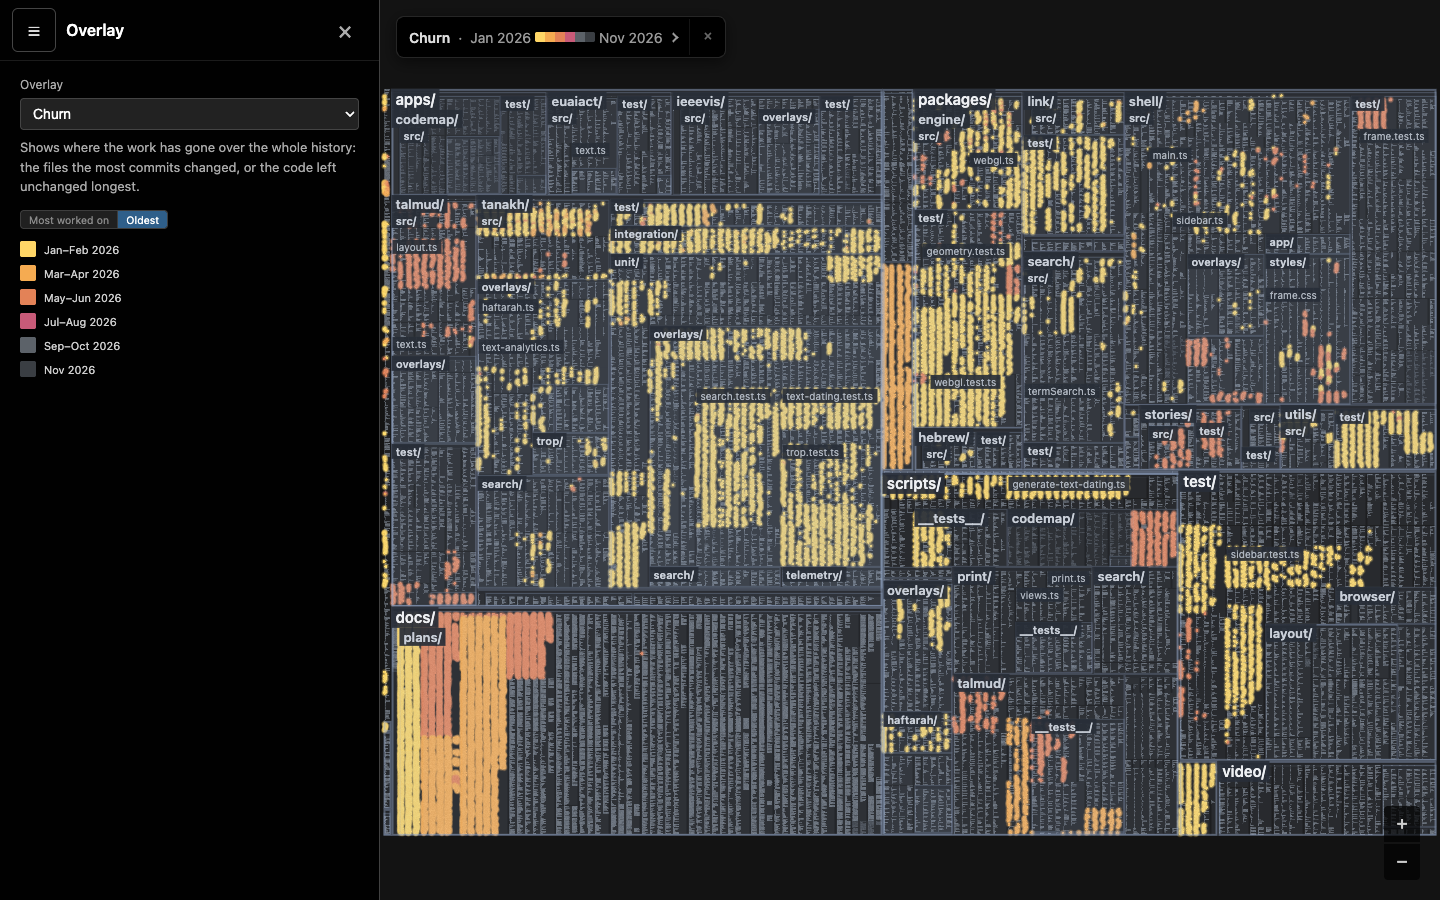 Overlay
Overlay
Churn
Shows where the work has gone over the whole history:
the files the most commits changed, or the code left
unchanged longest.
Most worked on Oldest
Jan–Feb 2026
Mar–Apr 2026
May–Jun 2026
Jul–Aug 2026
Sep–Oct 2026
Nov 2026
Churn · Jan 2026 Nov 2026
apps/
codemap/
src/
test/
euaiact/
src/
text.ts
test/
ieeevis/
src/
overlays/
test/
talmud/
src/
layout.ts
text.ts
overlays/
test/
tanakh/
src/
overlays/
haftarah.ts
text-analytics.ts
trop/
search/
test/
integration/
unit/
overlays/
search.test.ts
text-dating.test.ts
trop.test.ts
search/
telemetry/
docs/
plans/
packages/
engine/
src/
webgl.ts
test/
geometry.test.ts
webgl.test.ts
hebrew/
src/
test/
link/
src/
test/
search/
src/
termSearch.ts
test/
shell/
src/
main.ts
sidebar.ts
app/
overlays/
styles/
frame.css
test/
frame.test.ts
stories/
src/
test/
utils/
src/
src/
test/
test/
scripts/
generate-text-dating.ts
__tests__/
codemap/
print/
print.ts
views.ts
__tests__/
search/
overlays/
talmud/
__tests__/
haftarah/
test/
sidebar.test.ts
browser/
layout/
video/
+
−